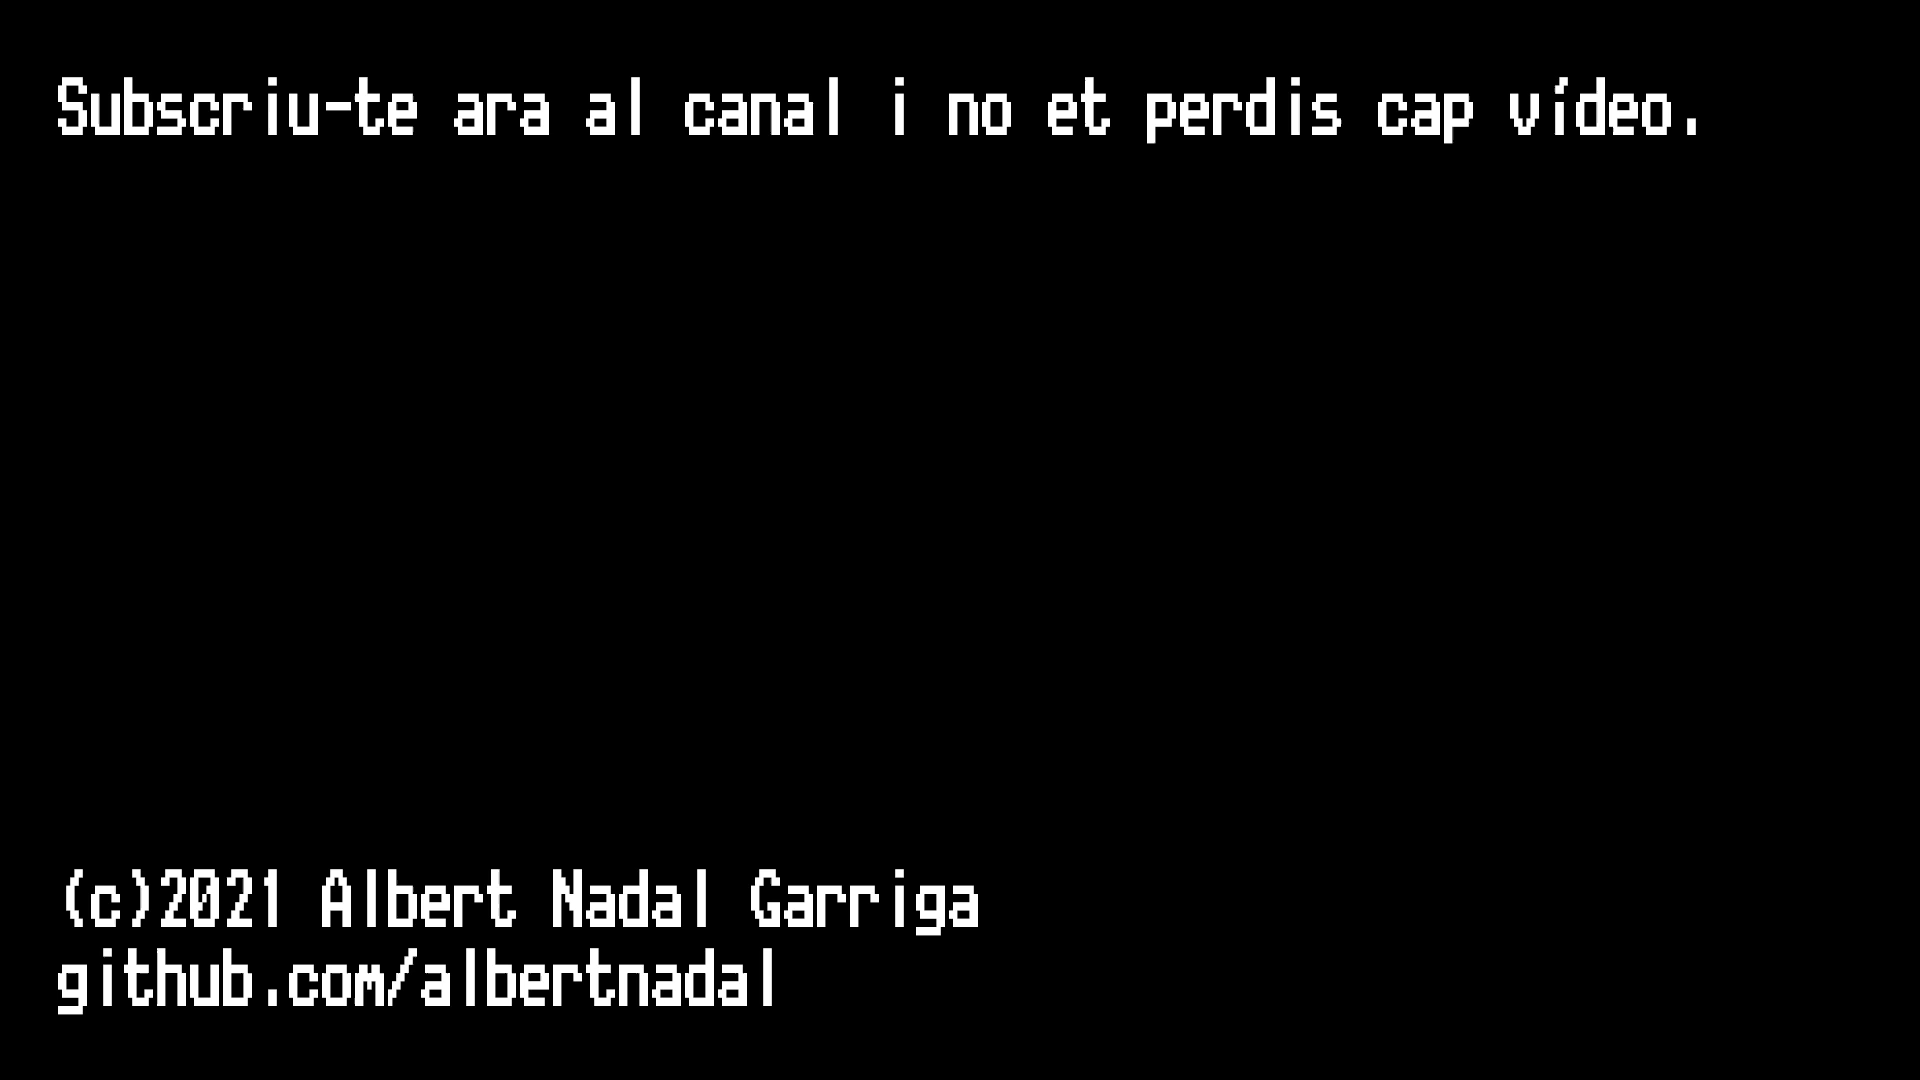 Subscriu-te ara al canal i no et perdis cap vídeo.
(c)2021 Albert Nadal Garriga
github.com/albertnadal